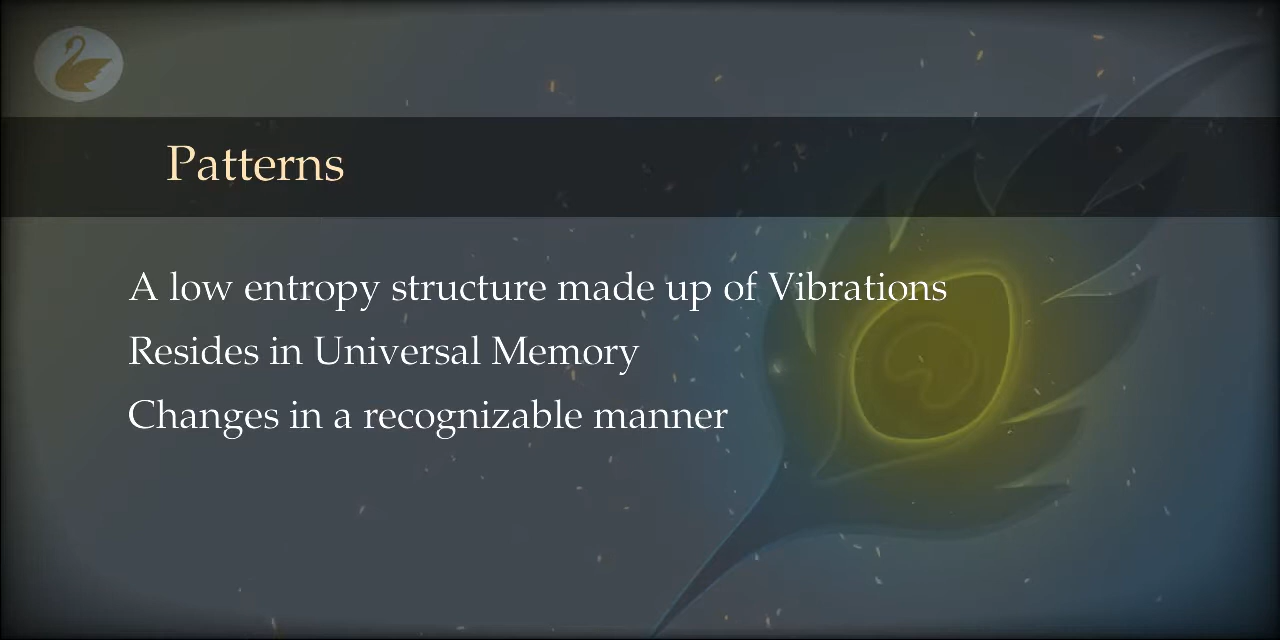 Patterns
A low entropy structure made up of Vibrations
Resides in Universal Memory
Changes in a recognizable manner